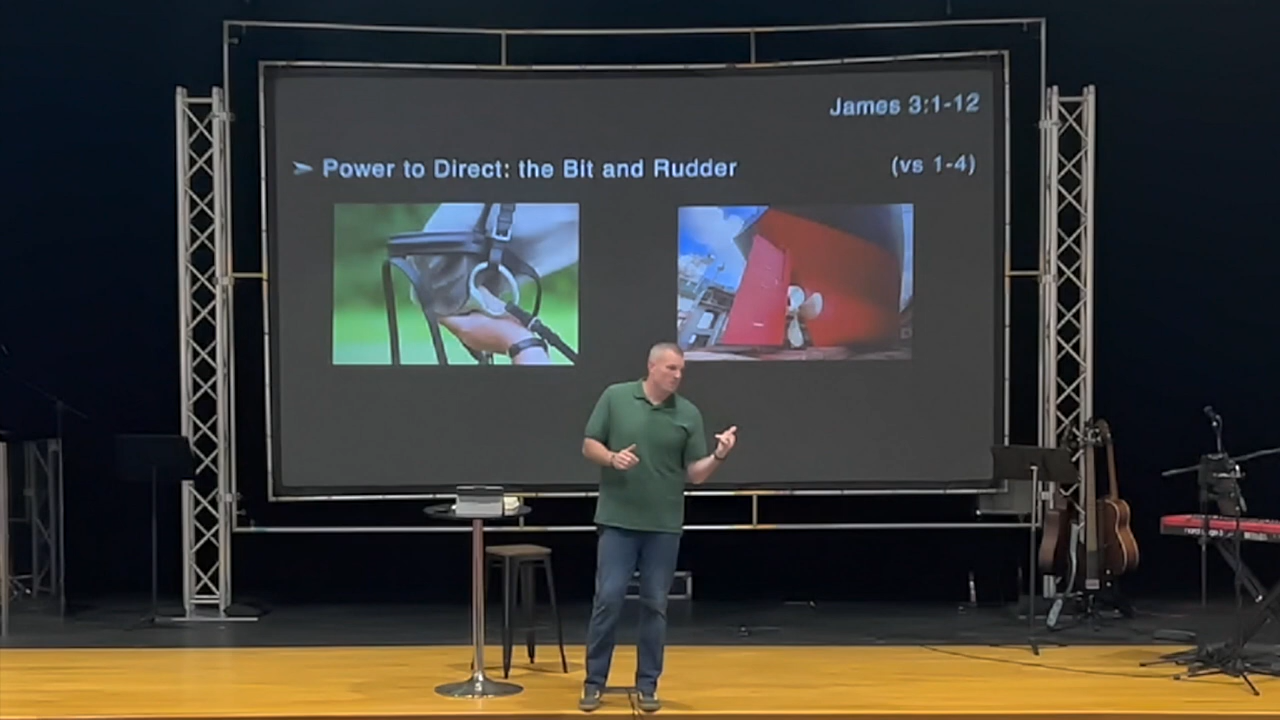 James 3:1-12
➢ Power to Direct: the Bit and Rudder (vs 1-4)